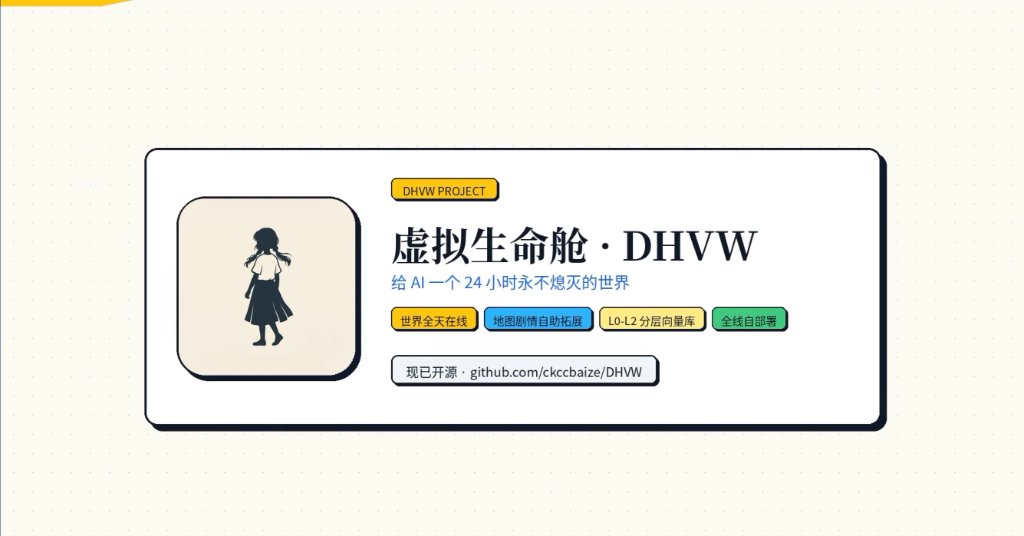 DHVW PROJECT
虚拟生命舱 · DHVW
给 AI 一个 24 小时永不熄灭的世界
世界全天在线 地图剧情自助拓展 L0-L2 分层向量库 全线自部署
现已开源 · github.com/ckccbaize/DHVW